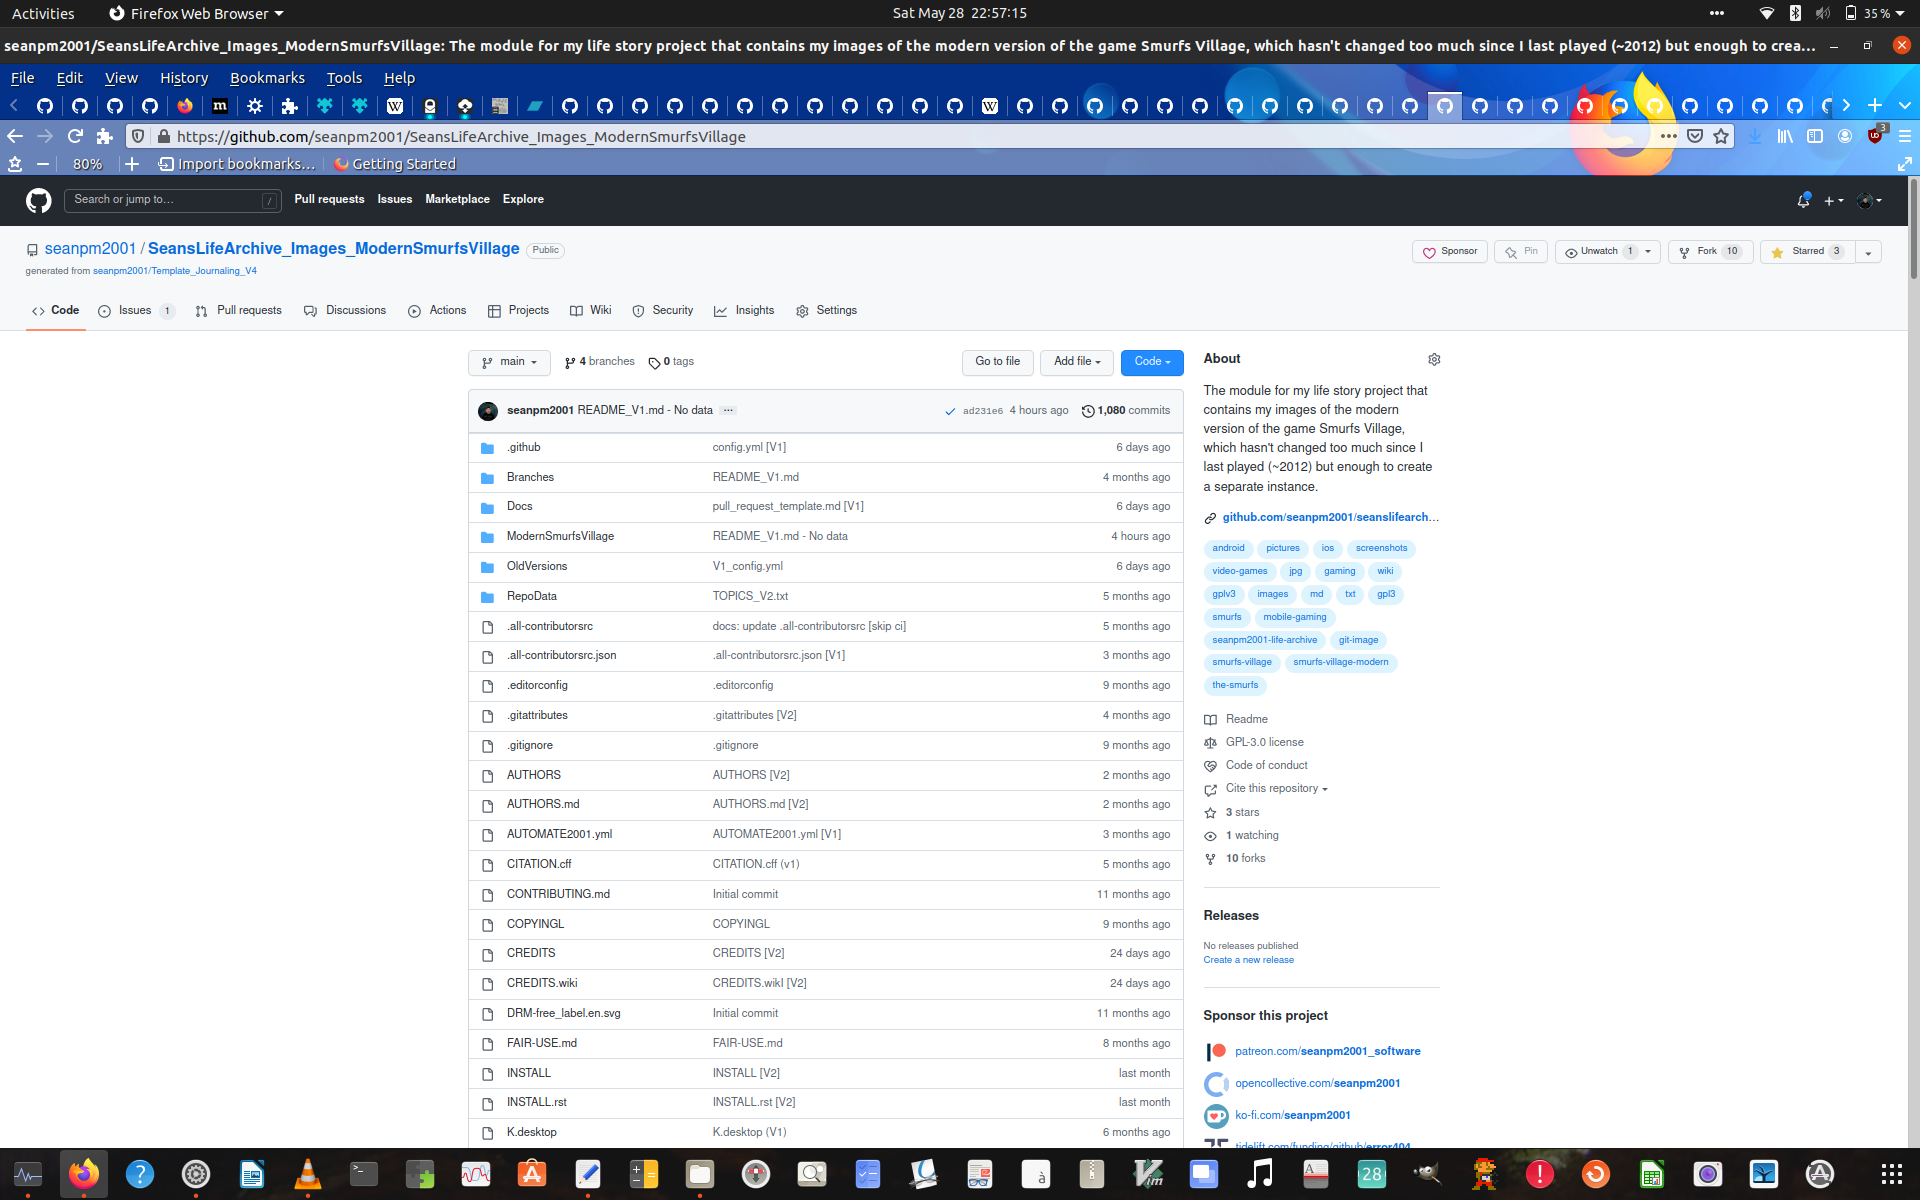 Activities Firefox Web Browser Sat May 28 22:57:15 35 %
seanpm2001/SeansLifeArchive_Images_ModernSmurfsVillage: The module for my life story project that contains my images of the modern version of the game Smurfs Village, which hasn't changed too much since I last played (~2012) but enough to crea…
File Edit View History Bookmarks Tools Help
https://github.com/seanpm2001/SeansLifeArchive_Images_ModernSmurfsVillage 3
80% Import bookmarks… Getting Started
Search or jump to… / Pull requests Issues Marketplace Explore
seanpm2001 / SeansLifeArchive_Images_ModernSmurfsVillage Public Sponsor Pin Unwatch 1 Fork 10 Starred 3
generated from seanpm2001/Template_Journaling_V4
Code Issues 1 Pull requests Discussions Actions Projects Wiki Security Insights Settings
main 4 branches 0 tags Go to file Add file Code
seanpm2001 README_V1.md - No data ad231e6 4 hours ago 1,080 commits
.github config.yml [V1] 6 days ago
Branches README_V1.md 4 months ago
Docs pull_request_template.md [V1] 6 days ago
ModernSmurfsVillage README_V1.md - No data 4 hours ago
OldVersions V1_config.yml 6 days ago
RepoData TOPICS_V2.txt 5 months ago
.all-contributorsrc docs: update .all-contributorsrc [skip ci] 5 months ago
.all-contributorsrc.json .all-contributorsrc.json [V1] 3 months ago
.editorconfig .editorconfig 9 months ago
.gitattributes .gitattributes [V2] 4 months ago
.gitignore .gitignore 9 months ago
AUTHORS AUTHORS [V2] 2 months ago
AUTHORS.md AUTHORS.md [V2] 2 months ago
AUTOMATE2001.yml AUTOMATE2001.yml [V1] 3 months ago
CITATION.cff CITATION.cff (v1) 5 months ago
CONTRIBUTING.md Initial commit 11 months ago
COPYINGL COPYINGL 9 months ago
CREDITS CREDITS [V2] 24 days ago
CREDITS.wiki CREDITS.wikI [V2] 24 days ago
DRM-free_label.en.svg Initial commit 11 months ago
FAIR-USE.md FAIR-USE.md 8 months ago
INSTALL INSTALL [V2] last month
INSTALL.rst INSTALL.rst [V2] last month
K.desktop K.desktop (V1) 6 months ago
About
The module for my life story project that
contains my images of the modern
version of the game Smurfs Village,
which hasn't changed too much since I
last played (~2012) but enough to create
a separate instance.
github.com/seanpm2001/seanslifearch…
android pictures ios screenshots
video-games jpg gaming wiki
gplv3 images md txt gpl3
smurfs mobile-gaming
seanpm2001-life-archive git-image
smurfs-village smurfs-village-modern
the-smurfs
Readme
GPL-3.0 license
Code of conduct
Cite this repository
3 stars
1 watching
10 forks
Releases
No releases published
Create a new release
Sponsor this project
patreon.com/seanpm2001_software
opencollective.com/seanpm2001
ko-fi.com/seanpm2001
tidelift.com/funding/github/error404
28